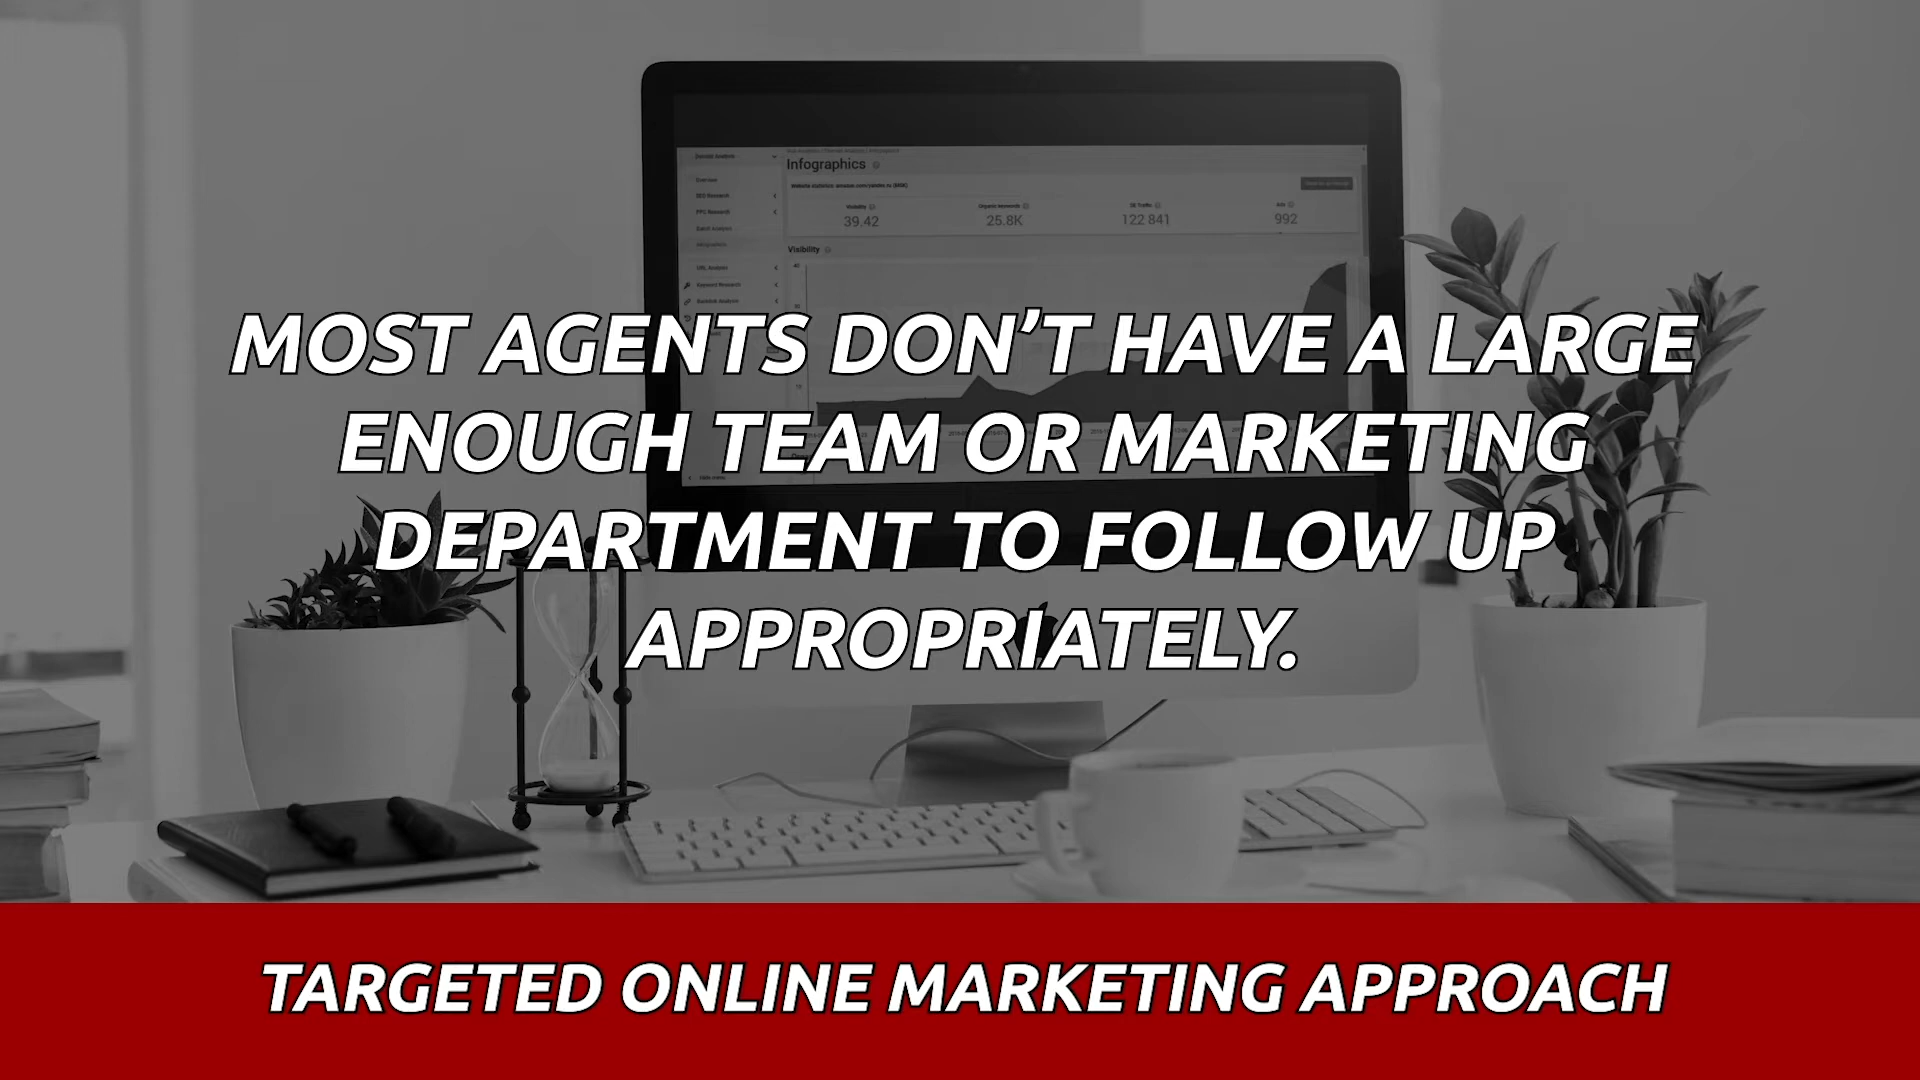 Infographics
39.42
25.8K
122 841
992
Visibility
MOST AGENTS DON’T HAVE A LARGE
ENOUGH TEAM OR MARKETING
DEPARTMENT TO FOLLOW UP
APPROPRIATELY.
TARGETED ONLINE MARKETING APPROACH